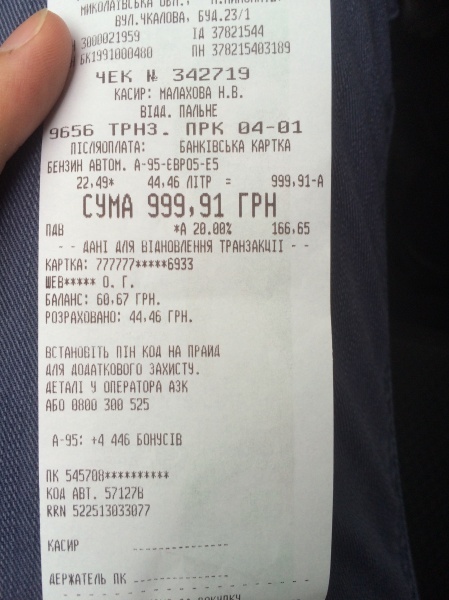 МИКОЛАЇВСЬКА ОБЛ.,
ВУЛ.ЧКАЛОВА, БУД.23/1
3000021959 ІД 37821544
БК1991000480 ПН 378215403189
ЧЕК № 342719
КАСИР: МАЛАХОВА Н.В.
ВІДД. ПАЛЬНЕ
9656 ТРНЗ. ПРК 04-01
ПІСЛЯОПЛАТА: БАНКІВСЬКА КАРТКА
БЕНЗИН АВТОМ. А-95-ЄВРО5-Е5
22,49* 44,46 ЛІТР = 999,91-А
СУМА 999,91 ГРН
ПДВ *А 20.00% 166,65
- - ДАНІ ДЛЯ ВІДНОВЛЕННЯ ТРАНЗАКЦІІ - -
КАРТКА: 777777*****6933
ШЕВ***** О. Г.
БАЛАНС: 60,67 ГРН.
РОЗРАХОВАНО: 44,46 ГРН.
ВСТАНОВІТЬ ПІН КОД НА ПРАЙД
ДЛЯ ДОДАТКОВОГО ЗАХИСТУ.
ДЕТАЛІ У ОПЕРАТОРА АЗК
АБО 0800 300 525
А-95: +4 446 БОНУСІВ
ПК 545708**********
КОД АВТ. 57127В
RRN 522513033077
КАСИР --------------
ДЕРЖАТЕЛЬ ПК --------------
ПОКУПКУ